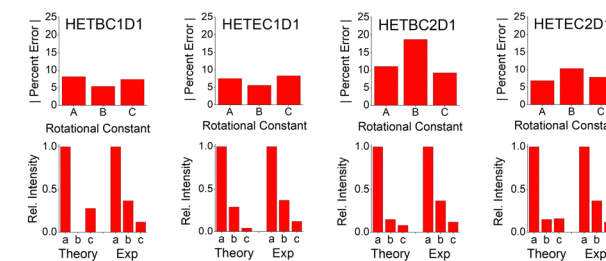 HETBC1D1
| Percent Error |
25
20
15
10
5
0
A B C
Rotational Constant
HETEC1D1
| Percent Error |
25
20
15
10
5
0
A B C
Rotational Constant
HETBC2D1
| Percent Error |
25
20
15
10
5
0
A B C
Rotational Constant
HETEC2D1
| Percent Error |
25
20
15
10
5
0
A B C
Rotational Consta
Rel. Intensity
1.0
0.5
0.0
a b c a b c
Theory Exp
Rel. Intensity
1.0
0.5
0.0
a b c a b c
Theory Exp
Rel. Intensity
1.0
0.5
0.0
a b c a b c
Theory Exp
Rel. Intensity
1.0
0.5
0.0
a b c a b c
Theory Exp